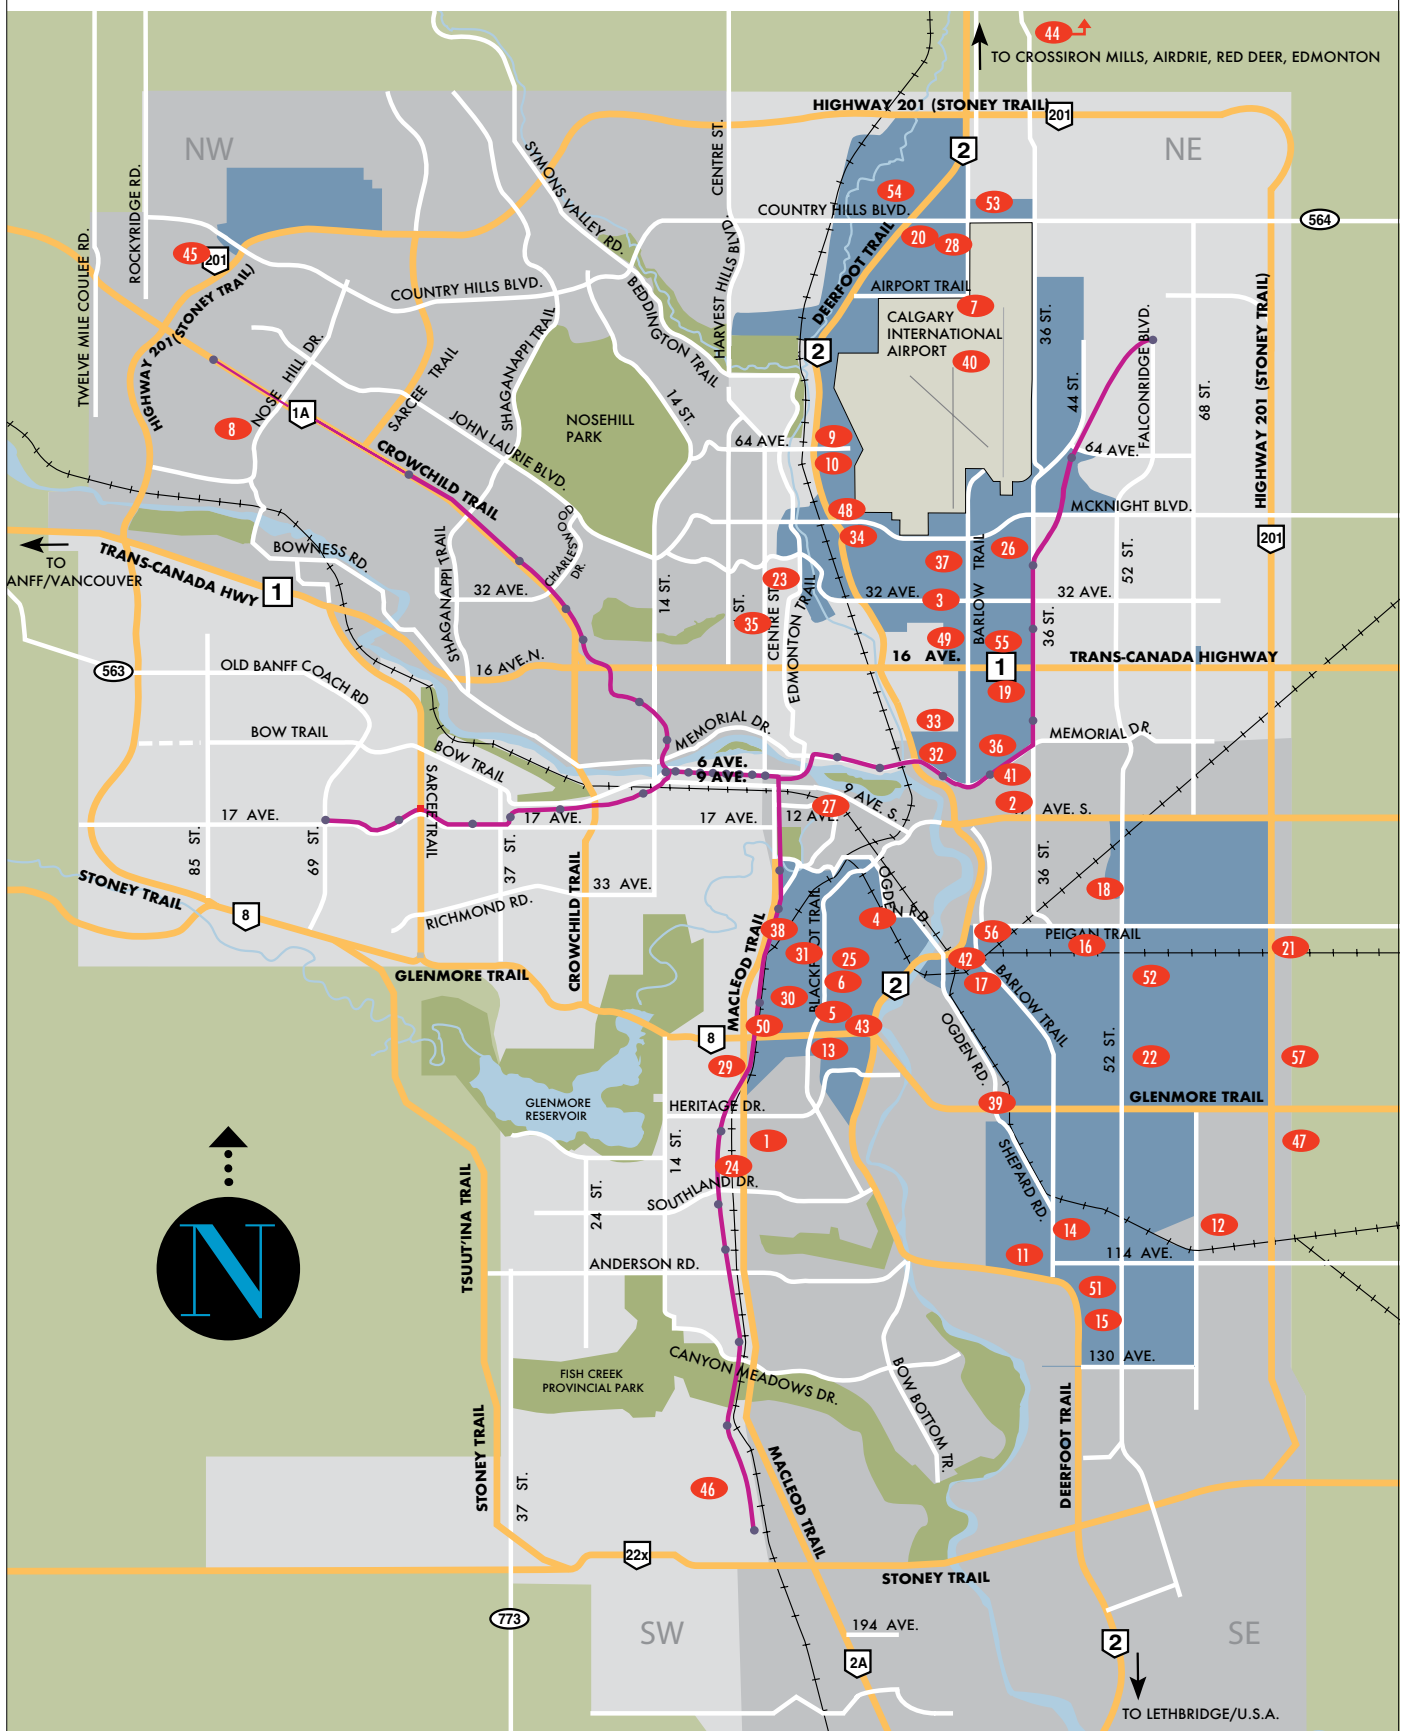 44
TO CROSSIRON MILLS, AIRDRIE, RED DEER, EDMONTON
HIGHWAY 201 (STONEY TRAIL)
201
NW
NE
2
CENTRE ST.
SYMONS VALLEY RD.
ROCKYRIDGE RD.
TWELVE MILE COULEE RD.
54
53
COUNTRY HILLS BLVD.
564
20
28
45
201
HIGHWAY 201 (STONEY TRAIL)
COUNTRY HILLS BLVD.
BEDDINGTON TRAIL
HARVEST HILLS BLVD.
DEERFOOT TRAIL
AIRPORT TRAIL
7
CALGARY
INTERNATIONAL
AIRPORT
40
2
36 ST.
44 ST.
FALCONRIDGE BLVD.
68 ST.
HIGHWAY 201 (STONEY TRAIL)
NOSE HILL DR.
SARCEE TRAIL
SHAGANAPPI TRAIL
14 ST.
1A
8
JOHN LAURIE BLVD.
NOSEHILL
PARK
CROWCHILD TRAIL
64 AVE.
9
10
64 AVE.
MCKNIGHT BLVD.
48
34
201
26
37
BARLOW TRAIL
52 ST.
TO
ANFF/VANCOUVER
TRANS-CANADA HWY
1
BOWNESS RD.
SHAGANAPPI TRAIL
CHARLESWOOD
DR.
32 AVE.
14 ST.
23
35
ST.
CENTRE ST.
EDMONTON TRAIL
32 AVE.
3
32 AVE.
36 ST.
49
55
16 AVE.
1
TRANS-CANADA HIGHWAY
563
OLD BANFF COACH RD
16 AVE.N.
19
33
BOW TRAIL
BOW TRAIL
MEMORIAL DR.
6 AVE.
9 AVE.
32
36
MEMORIAL DR.
41
2
AVE. S.
9 AVE. S.
27
12 AVE.
17 AVE.
17 AVE.
17 AVE.
SARCEE TRAIL
85 ST.
69 ST.
37 ST.
36 ST.
STONEY TRAIL
8
33 AVE.
RICHMOND RD.
CROWCHILD TRAIL
GLENMORE TRAIL
OGDEN RD.
4
18
38
56
PEIGAN TRAIL
16
21
31
BLACKFOOT TRAIL
25
42
6
2
17
52
BARLOW TRAIL
MACLEOD TRAIL
30
5
50
43
8
13
29
OGDEN RD.
52 ST.
22
57
GLENMORE
RESERVOIR
HERITAGE DR.
39
GLENMORE TRAIL
14 ST.
1
47
24
SOUTHLAND DR.
SHEPARD RD.
24 ST.
TSUUT'INA TRAIL
N
14
12
11
114 AVE.
ANDERSON RD.
51
15
130 AVE.
FISH CREEK
PROVINCIAL PARK
CANYON MEADOWS DR.
BOW BOTTOM TR.
DEERFOOT TRAIL
STONEY TRAIL
37 ST.
46
MACLEOD TRAIL
22x
STONEY TRAIL
773
SW
194 AVE.
SE
2
2A
TO LETHBRIDGE/U.S.A.